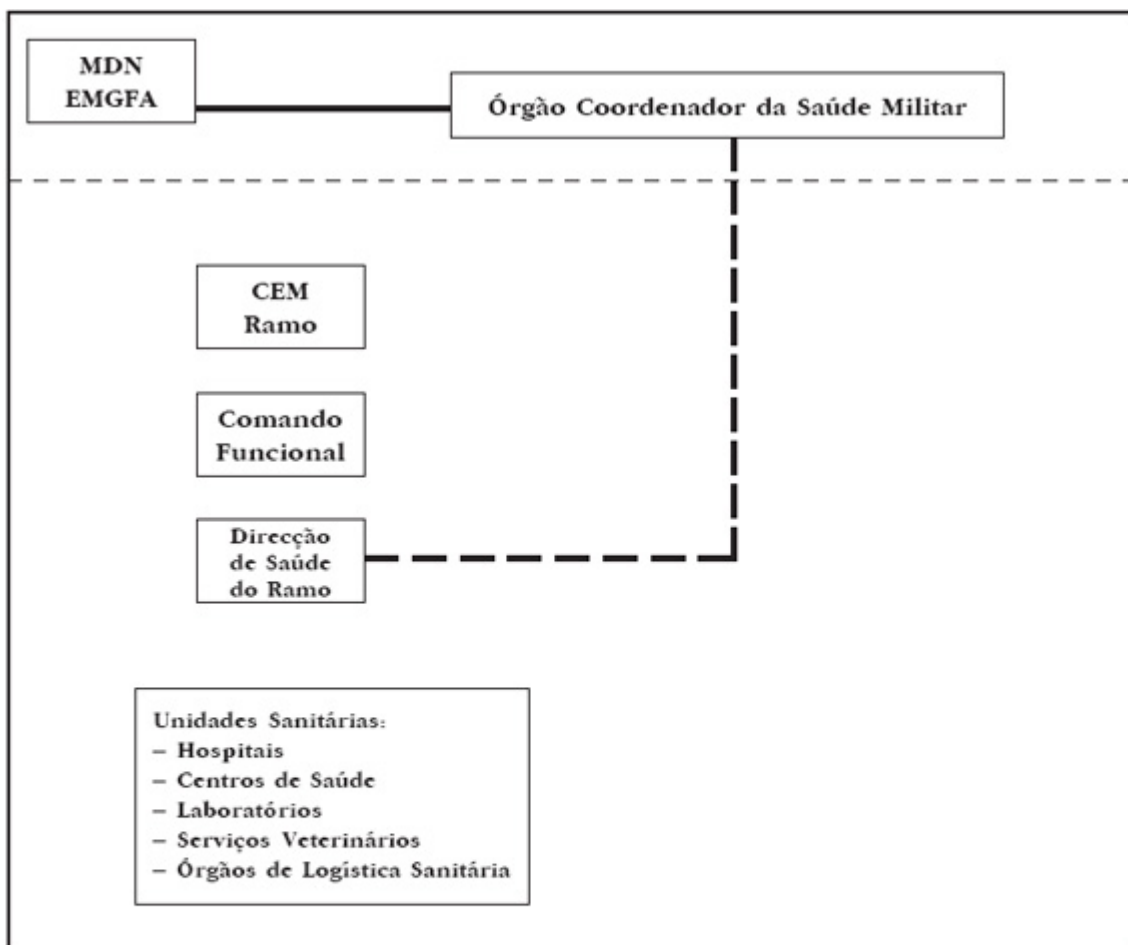 MDN
EMGFA
Órgão Coordenador da Saúde Militar
CEM
Ramo
Comando
Funcional
Direcção
de Saúde
do Ramo
Unidades Sanitárias:
– Hospitais
– Centros de Saúde
– Laboratórios
– Serviços Veterinários
– Órgãos de Logística Sanitária